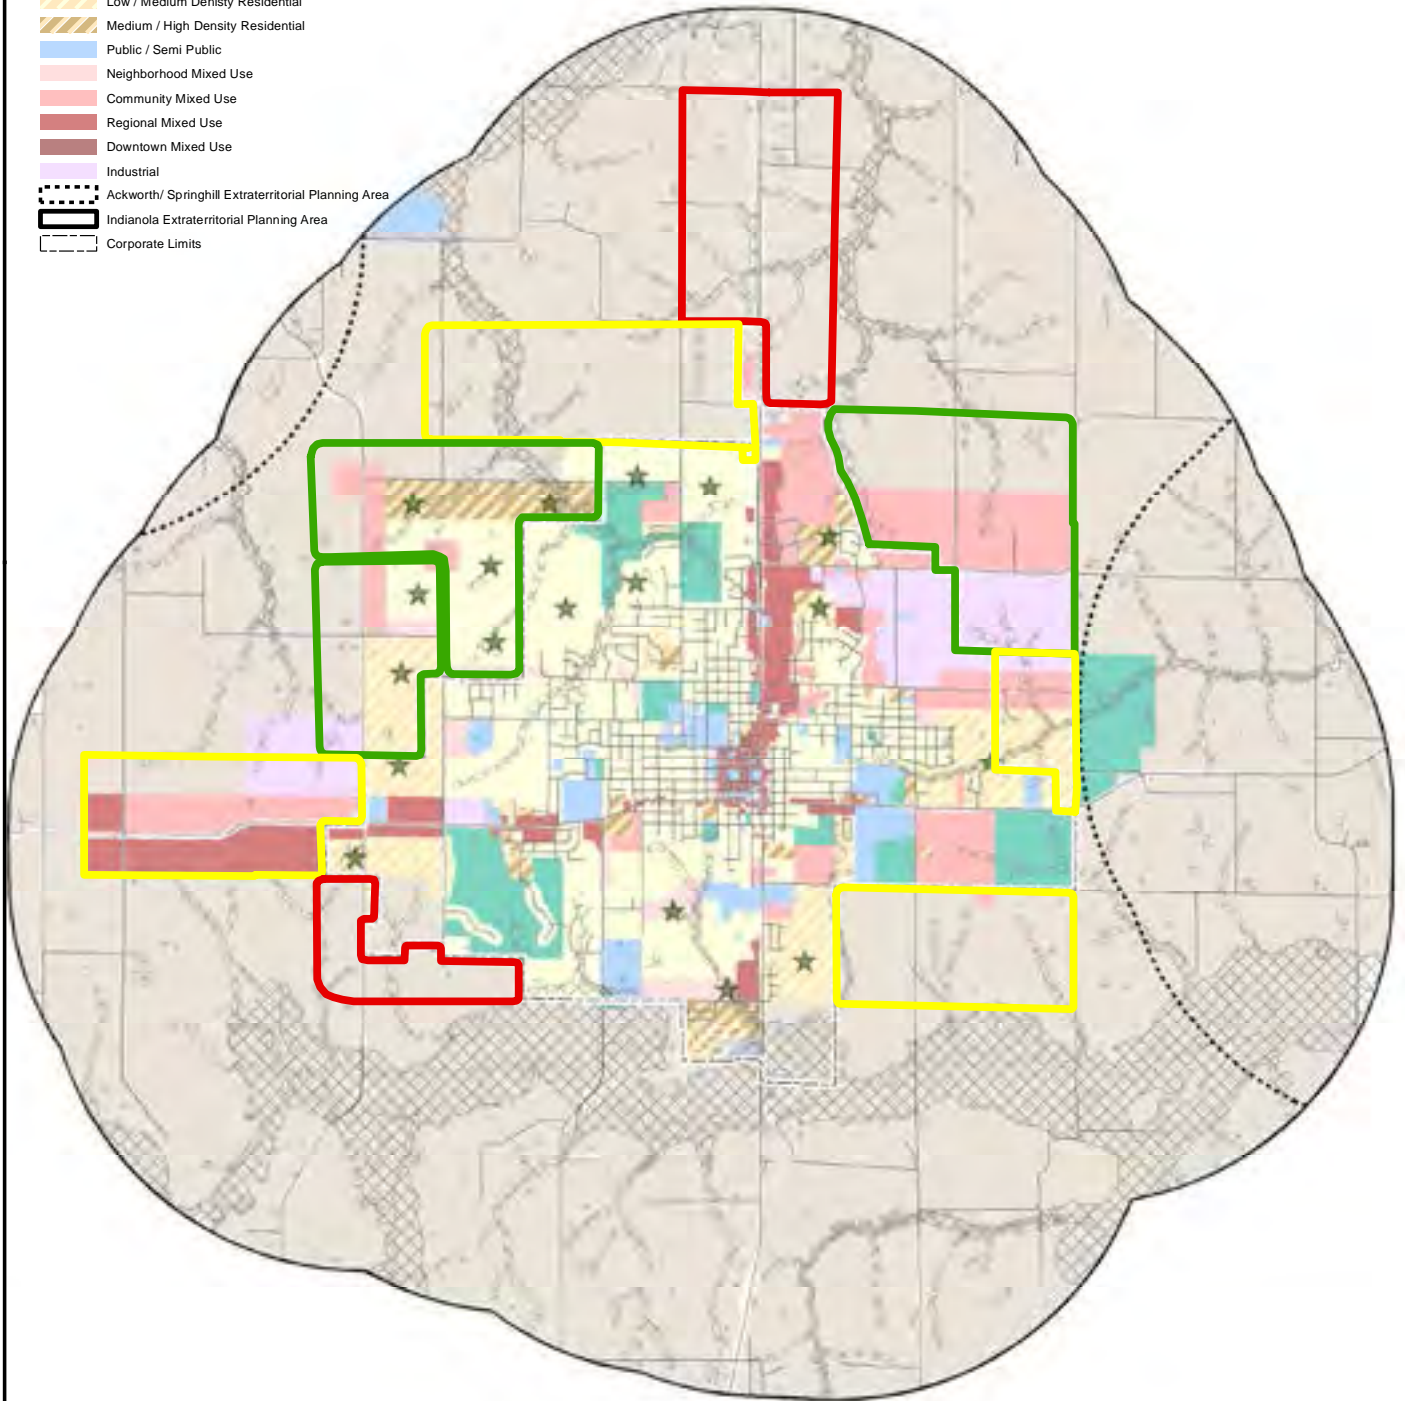 Low / Medium Denisty Residential
Medium / High Density Residential
Public / Semi Public
Neighborhood Mixed Use
Community Mixed Use
Regional Mixed Use
Downtown Mixed Use
Industrial
Ackworth/ Springhill Extraterritorial Planning Area
Indianola Extraterritorial Planning Area
Corporate Limits